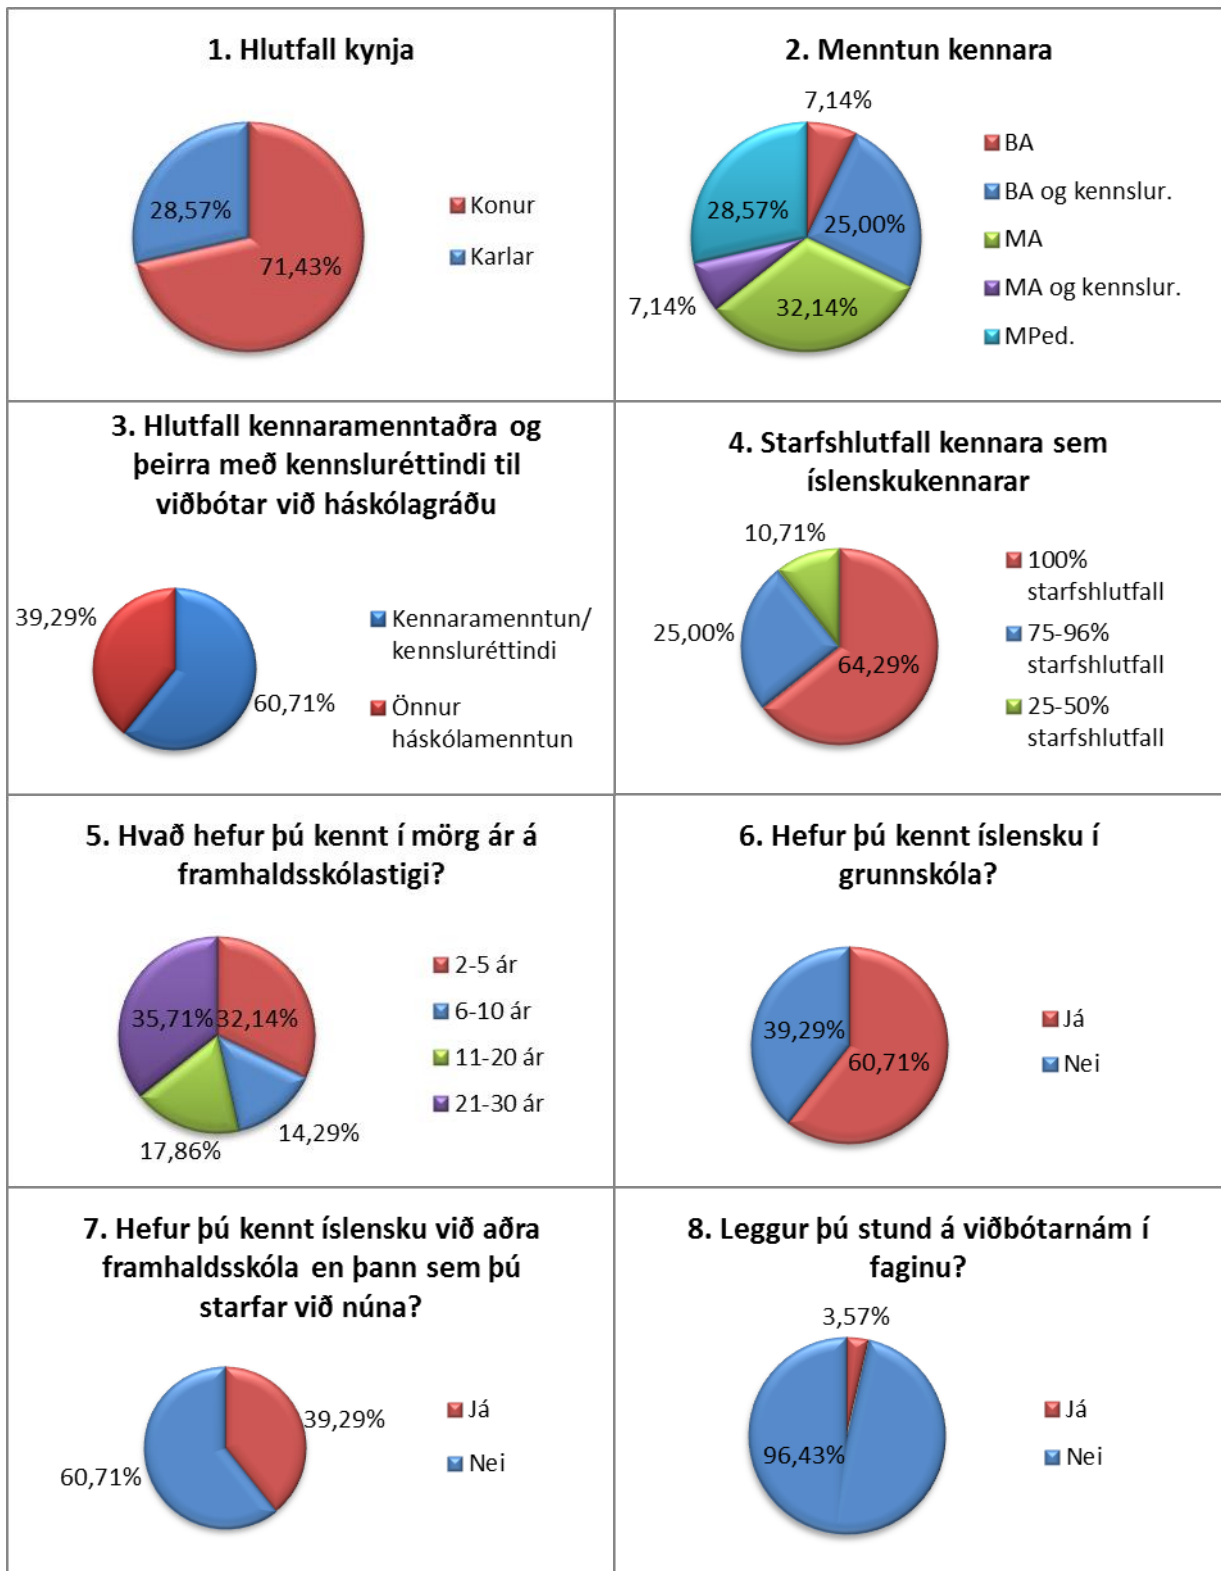 1. Hlutfall kynja
28,57%
71,43%
Konur
Karlar
2. Menntun kennara
7,14%
25,00%
32,14%
7,14%
28,57%
BA
BA og kennslur.
MA
MA og kennslur.
MPed.
3. Hlutfall kennaramenntaðra og
þeirra með kennsluréttindi til
viðbótar við háskólagráðu
39,29%
60,71%
Kennaramenntun/
kennsluréttindi
Önnur
háskólamenntun
4. Starfshlutfall kennara sem
íslenskukennarar
10,71%
25,00%
64,29%
100%
starfshlutfall
75-96%
starfshlutfall
25-50%
starfshlutfall
5. Hvað hefur þú kennt í mörg ár á
framhaldsskólastigi?
35,71%
32,14%
14,29%
17,86%
2-5 ár
6-10 ár
11-20 ár
21-30 ár
6. Hefur þú kennt íslensku í
grunnskóla?
39,29%
60,71%
Já
Nei
7. Hefur þú kennt íslensku við aðra
framhaldsskóla en þann sem þú
starfar við núna?
39,29%
60,71%
Já
Nei
8. Leggur þú stund á viðbótarnám í
faginu?
3,57%
96,43%
Já
Nei